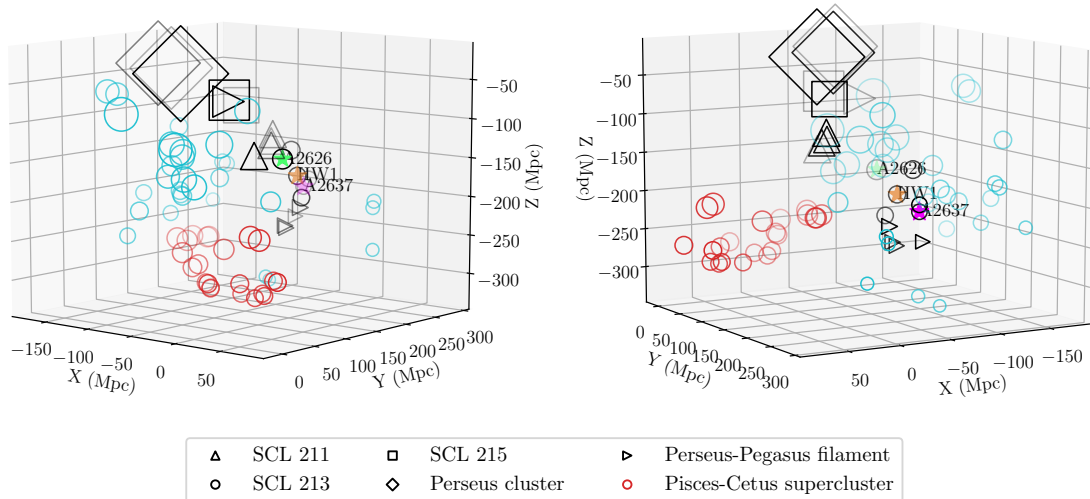 −50
−100
−150
−200
−250
−300
Z (Mpc)
A2626
HW1
A2637
−150
−100
−50
0
50
X (Mpc)
0
50
100
150
200
250
300
Y (Mpc)
−50
−100
−150
−200
−250
−300
Z (Mpc)
A2626
HW1
A2637
0
50
100
150
200
250
300
Y (Mpc)
50
0
−50
−100
−150
X (Mpc)
SCL 211
SCL 215
Perseus-Pegasus filament
SCL 213
Perseus cluster
Pisces-Cetus supercluster